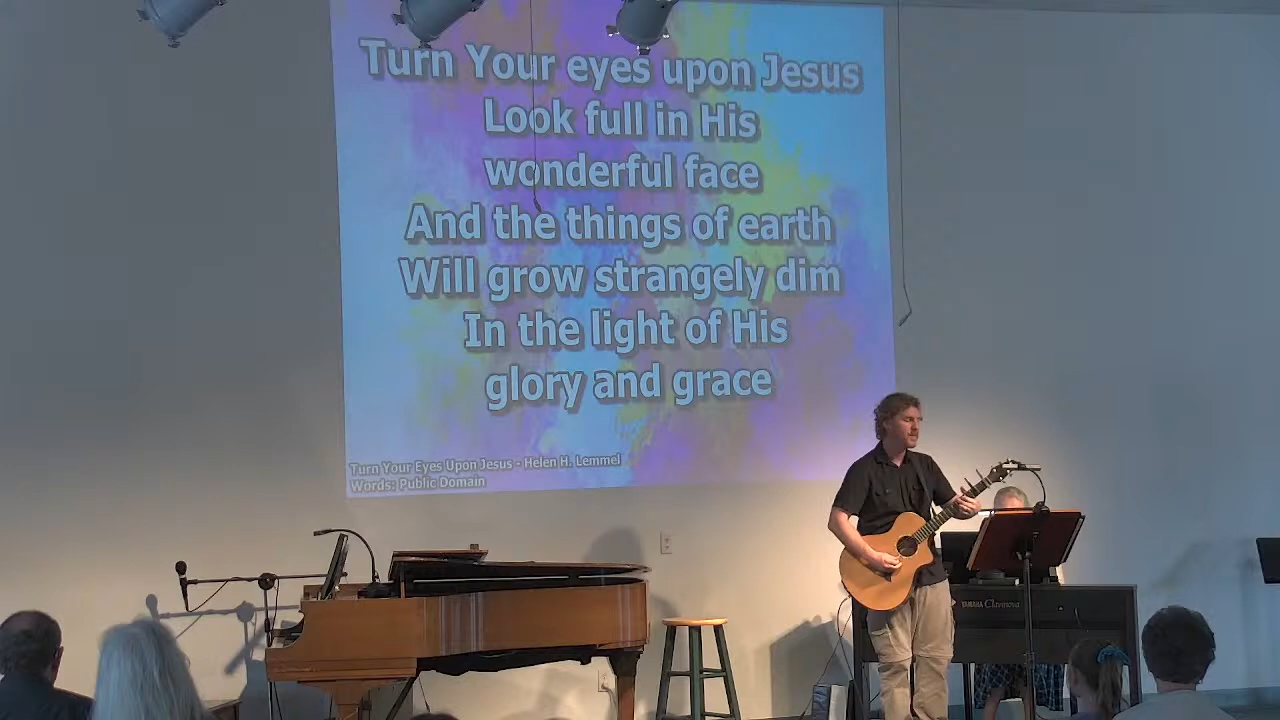 Turn Your eyes upon Jesus
Look full in His
wonderful face
And the things of earth
Will grow strangely dim
In the light of His
glory and grace
Turn Your Eyes Upon Jesus - Helen H. Lemmel
Words: Public Domain
YAMAHA Clavinova